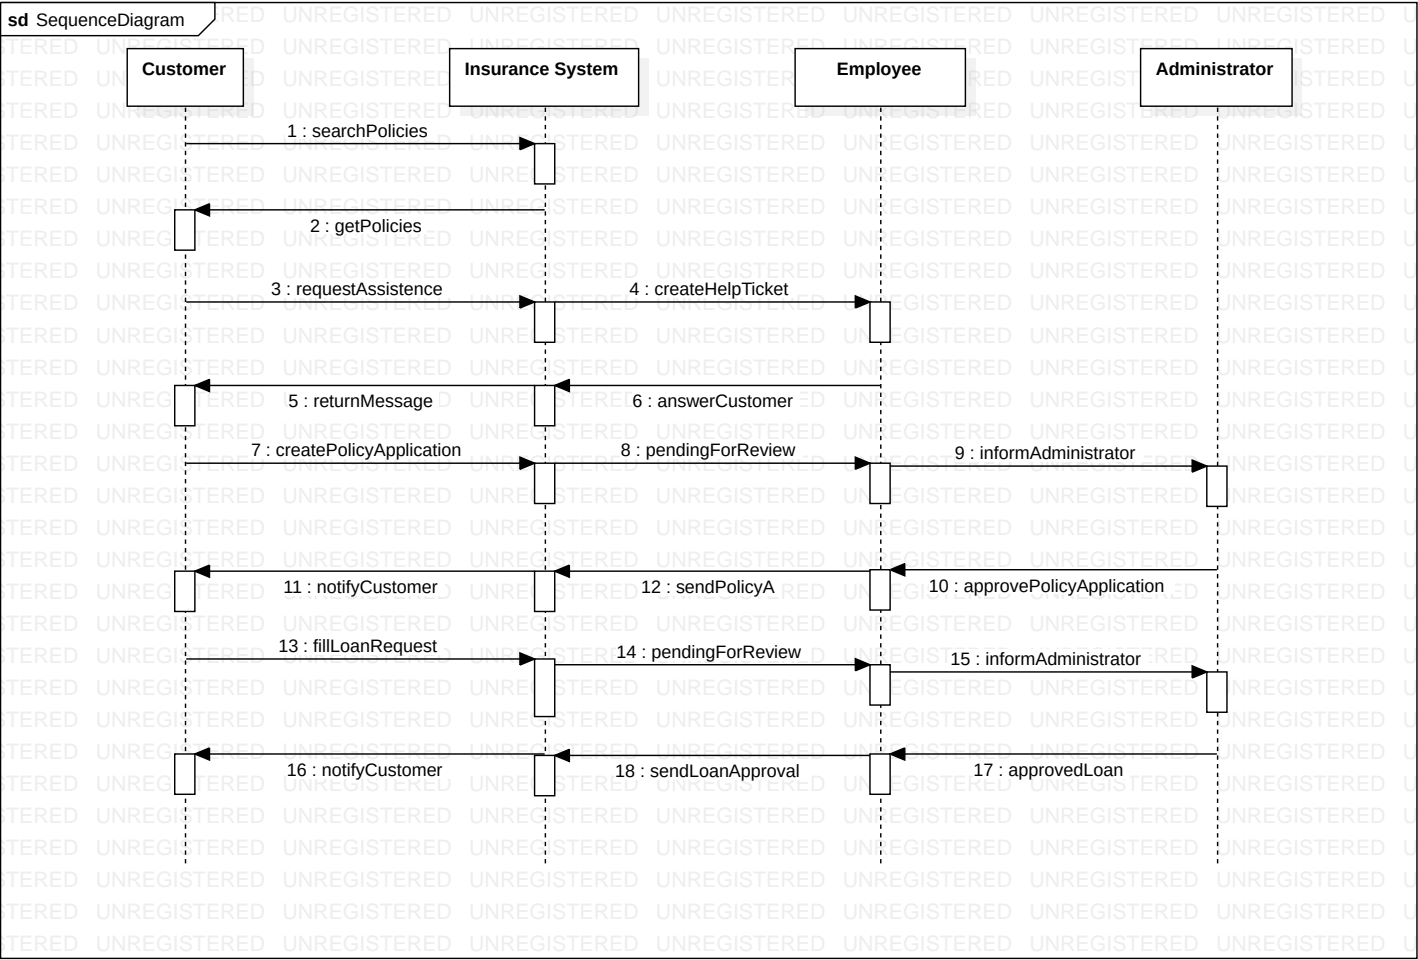 sd SequenceDiagram
Customer
Insurance System
Employee
Administrator
1 : searchPolicies
2 : getPolicies
3 : requestAssistence
4 : createHelpTicket
5 : returnMessage
6 : answerCustomer
7 : createPolicyApplication
8 : pendingForReview
9 : informAdministrator
11 : notifyCustomer
12 : sendPolicyA
10 : approvePolicyApplication
13 : fillLoanRequest
14 : pendingForReview
15 : informAdministrator
16 : notifyCustomer
18 : sendLoanApproval
17 : approvedLoan
UNREGISTERED